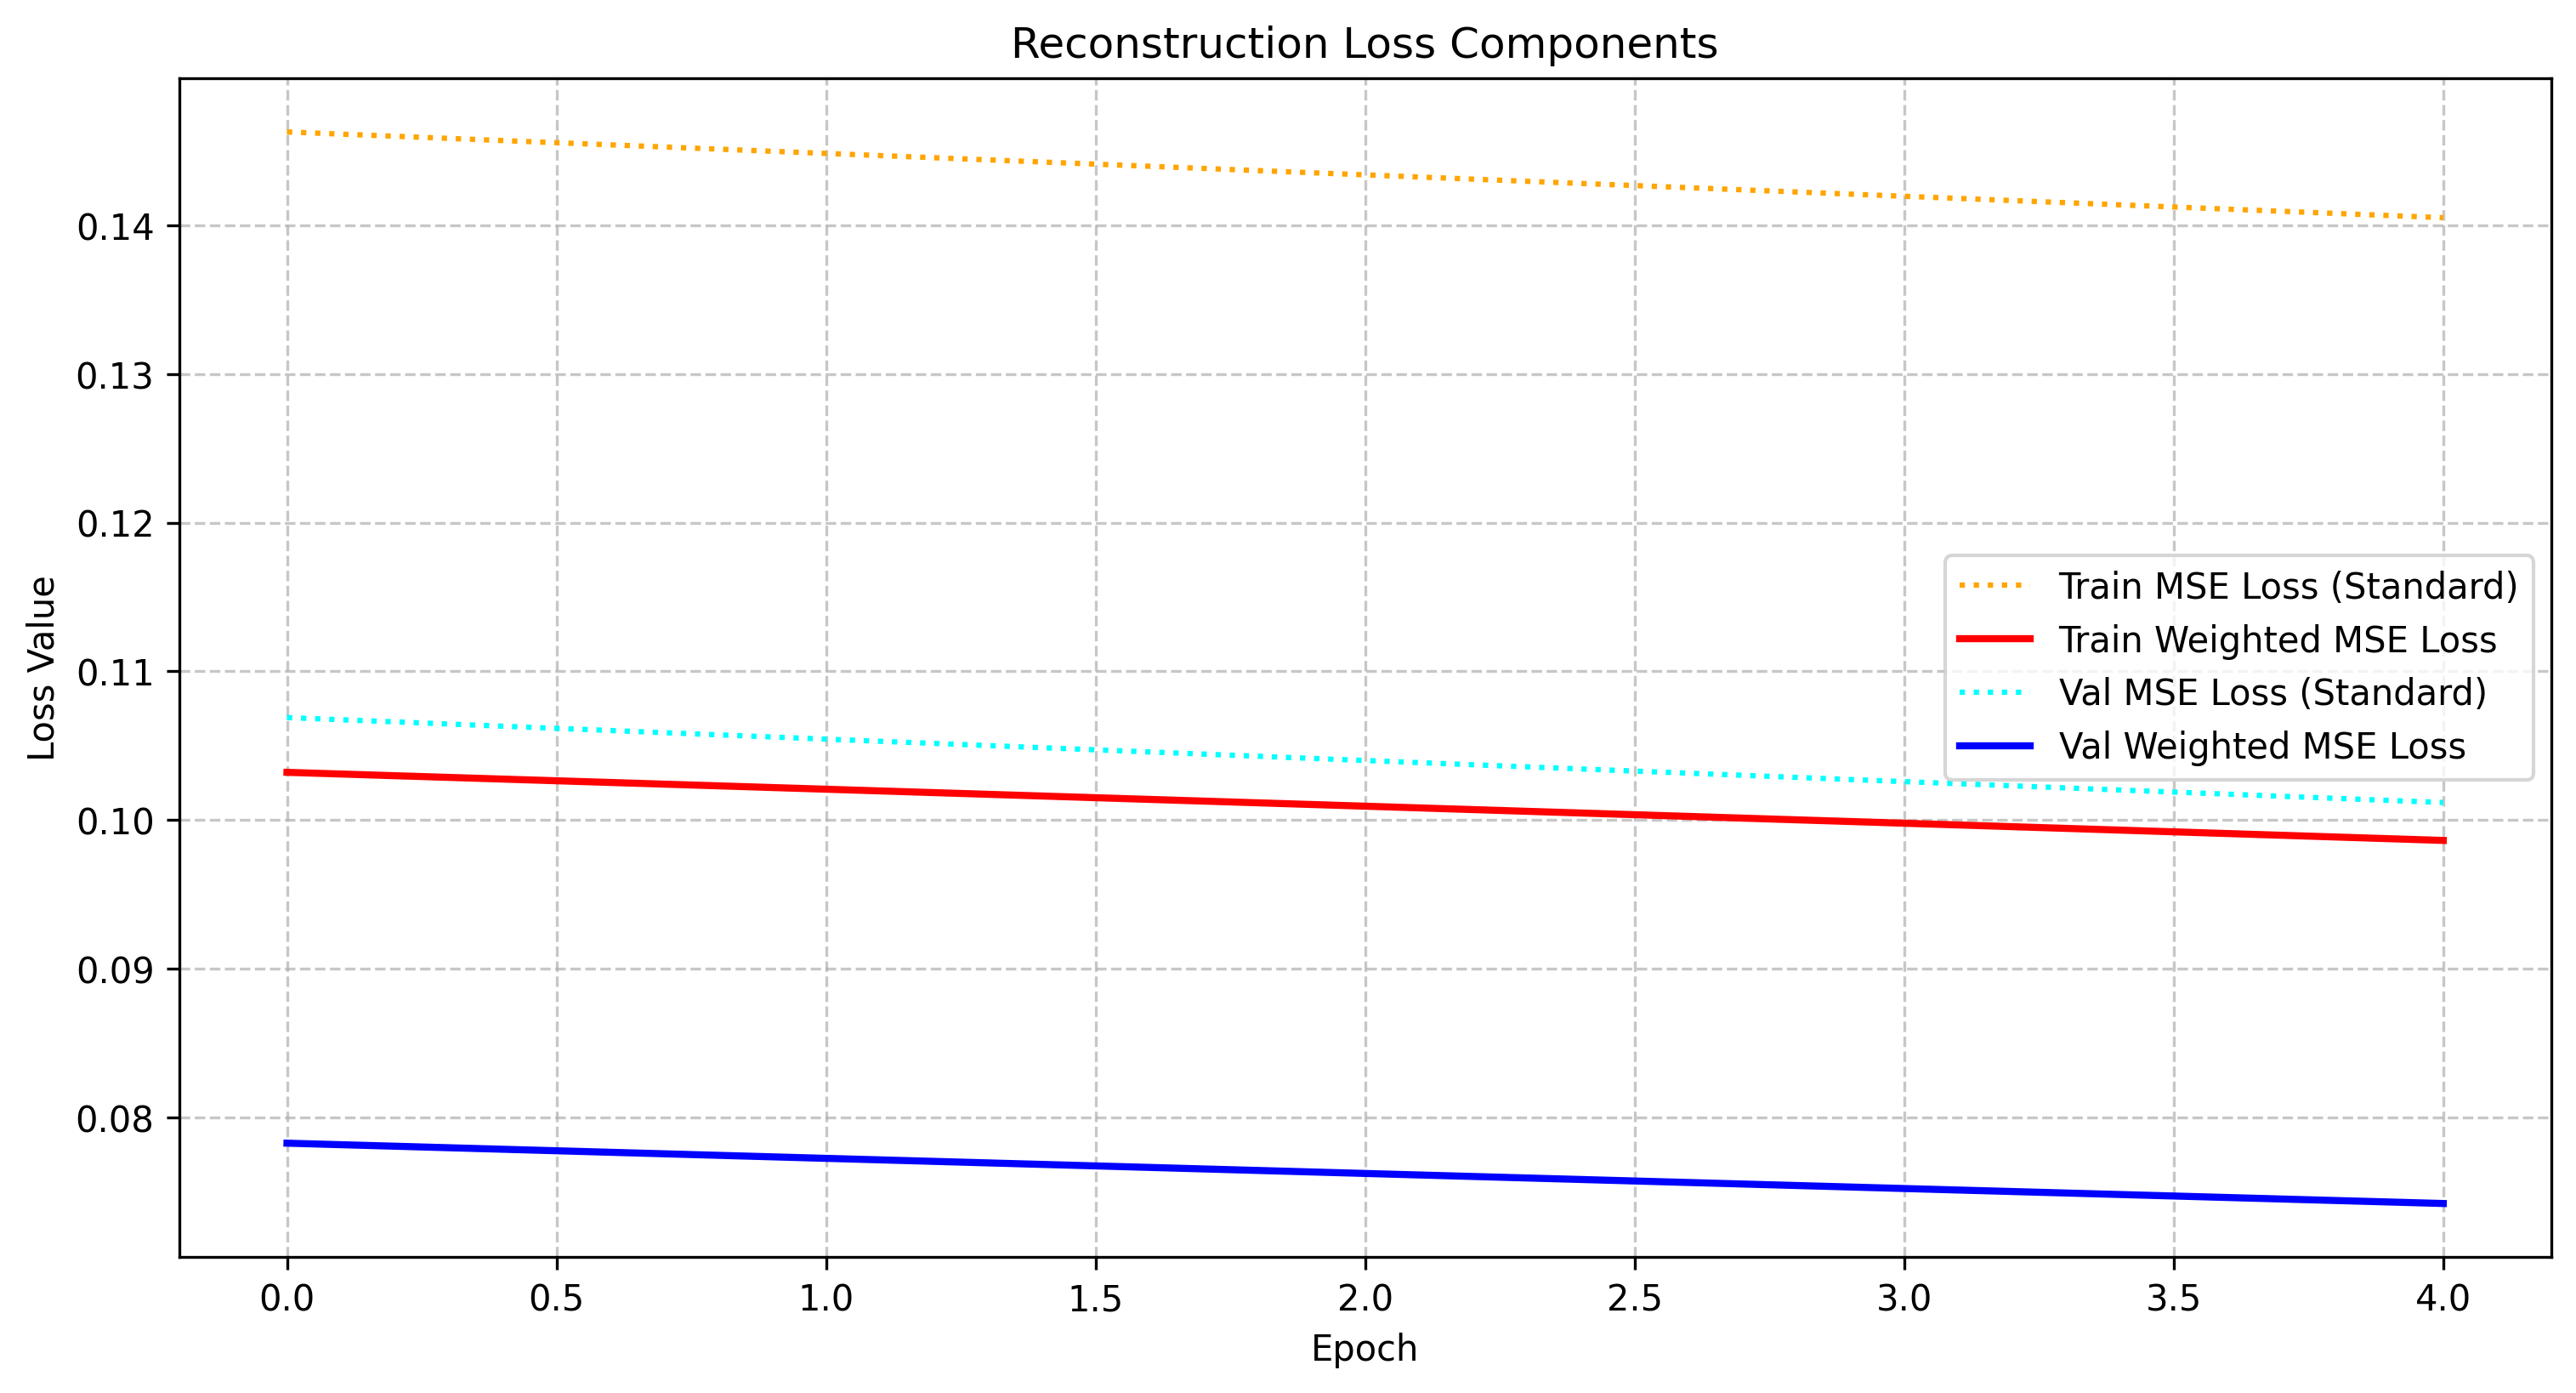 Reconstruction Loss Components
Loss Value
0.14
0.13
0.12
0.11
0.10
0.09
0.08
Train MSE Loss (Standard)
Train Weighted MSE Loss
Val MSE Loss (Standard)
Val Weighted MSE Loss
0.0 0.5 1.0 1.5 2.0 2.5 3.0 3.5 4.0
Epoch